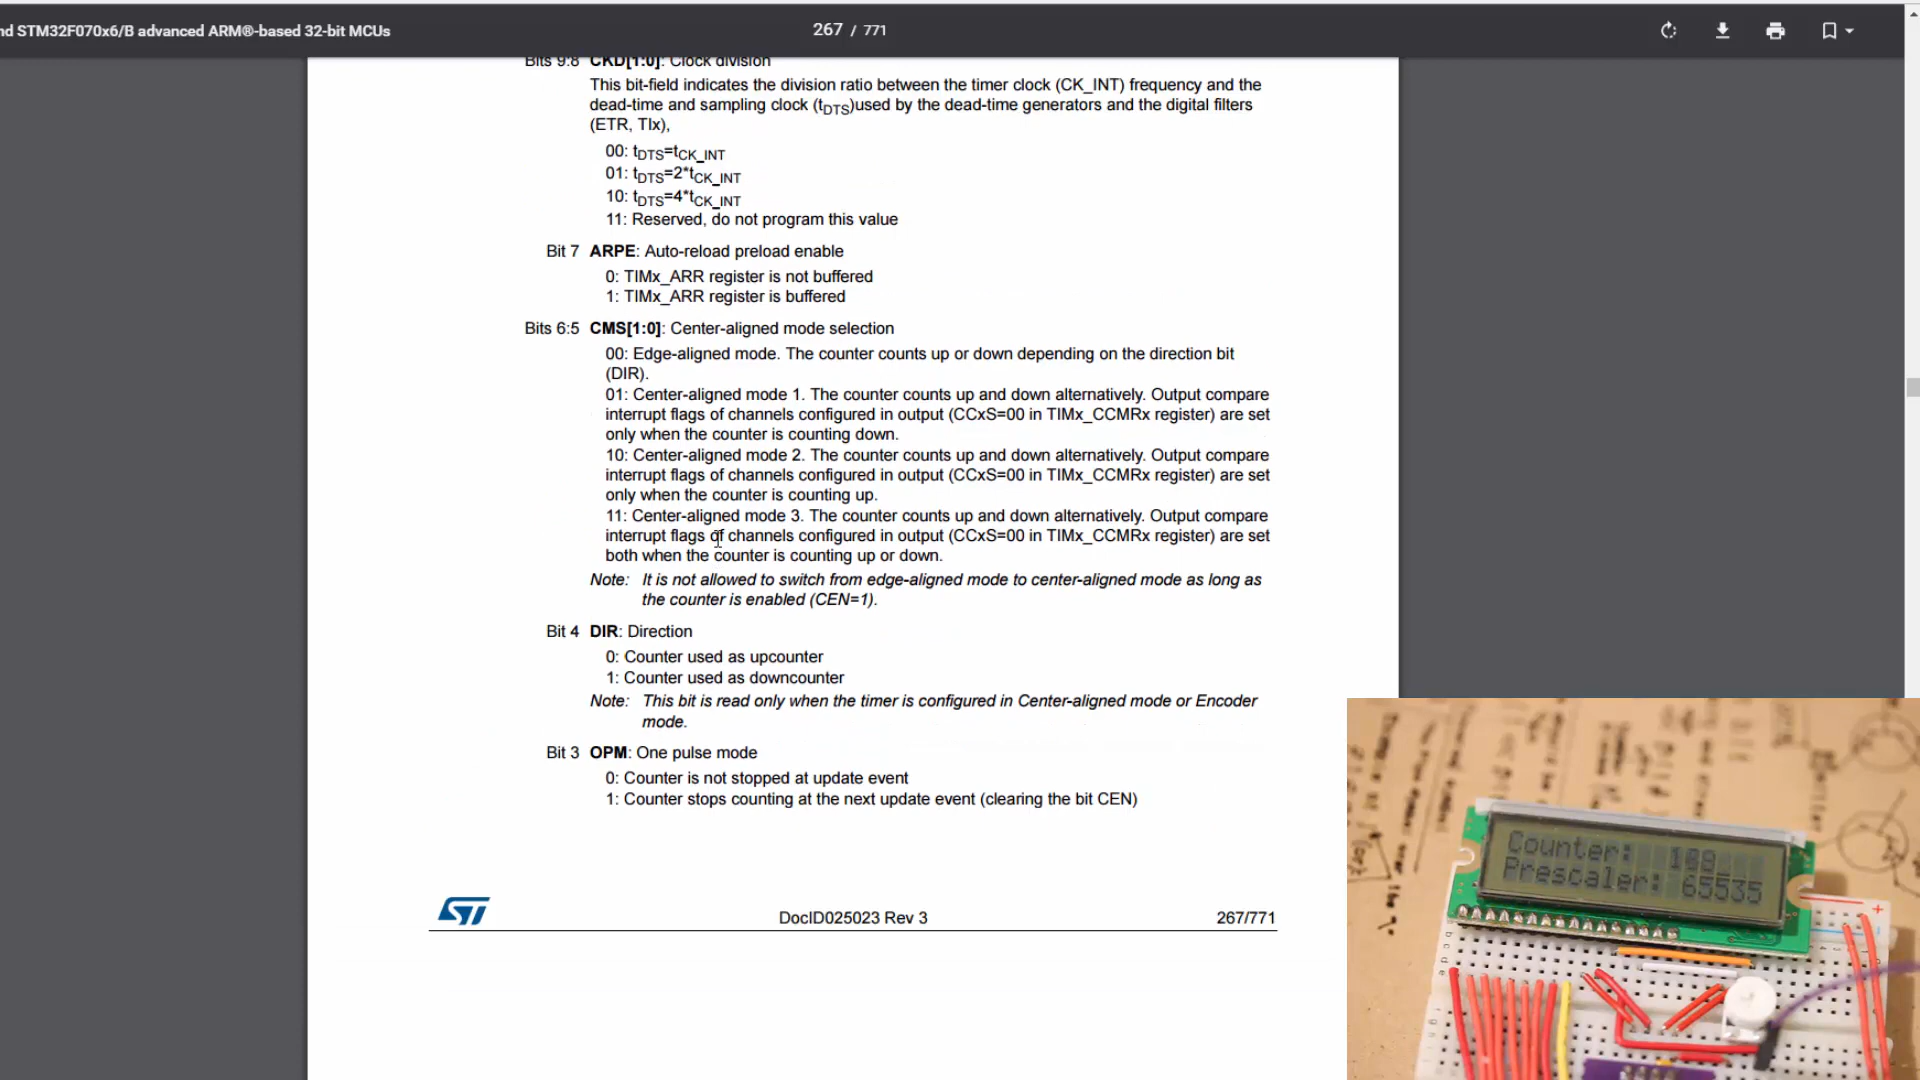 nd STM32F070x6/B advanced ARM®-based 32-bit MCUs
267 / 771
Bits 9:8 CKD[1:0]: Clock division
This bit-field indicates the division ratio between the timer clock (CK_INT) frequency and the
dead-time and sampling clock (tDTS)used by the dead-time generators and the digital filters
(ETR, TIx),
00: tDTS=tCK_INT
01: tDTS=2*tCK_INT
10: tDTS=4*tCK_INT
11: Reserved, do not program this value
Bit 7 ARPE: Auto-reload preload enable
0: TIMx_ARR register is not buffered
1: TIMx_ARR register is buffered
Bits 6:5 CMS[1:0]: Center-aligned mode selection
00: Edge-aligned mode. The counter counts up or down depending on the direction bit
(DIR).
01: Center-aligned mode 1. The counter counts up and down alternatively. Output compare
interrupt flags of channels configured in output (CCxS=00 in TIMx_CCMRx register) are set
only when the counter is counting down.
10: Center-aligned mode 2. The counter counts up and down alternatively. Output compare
interrupt flags of channels configured in output (CCxS=00 in TIMx_CCMRx register) are set
only when the counter is counting up.
11: Center-aligned mode 3. The counter counts up and down alternatively. Output compare
interrupt flags of channels configured in output (CCxS=00 in TIMx_CCMRx register) are set
both when the counter is counting up or down.
Note: It is not allowed to switch from edge-aligned mode to center-aligned mode as long as
the counter is enabled (CEN=1).
Bit 4 DIR: Direction
0: Counter used as upcounter
1: Counter used as downcounter
Note: This bit is read only when the timer is configured in Center-aligned mode or Encoder
mode.
Bit 3 OPM: One pulse mode
0: Counter is not stopped at update event
1: Counter stops counting at the next update event (clearing the bit CEN)
ST
DocID025023 Rev 3
267/771
Counter:
Prescaler: 65535